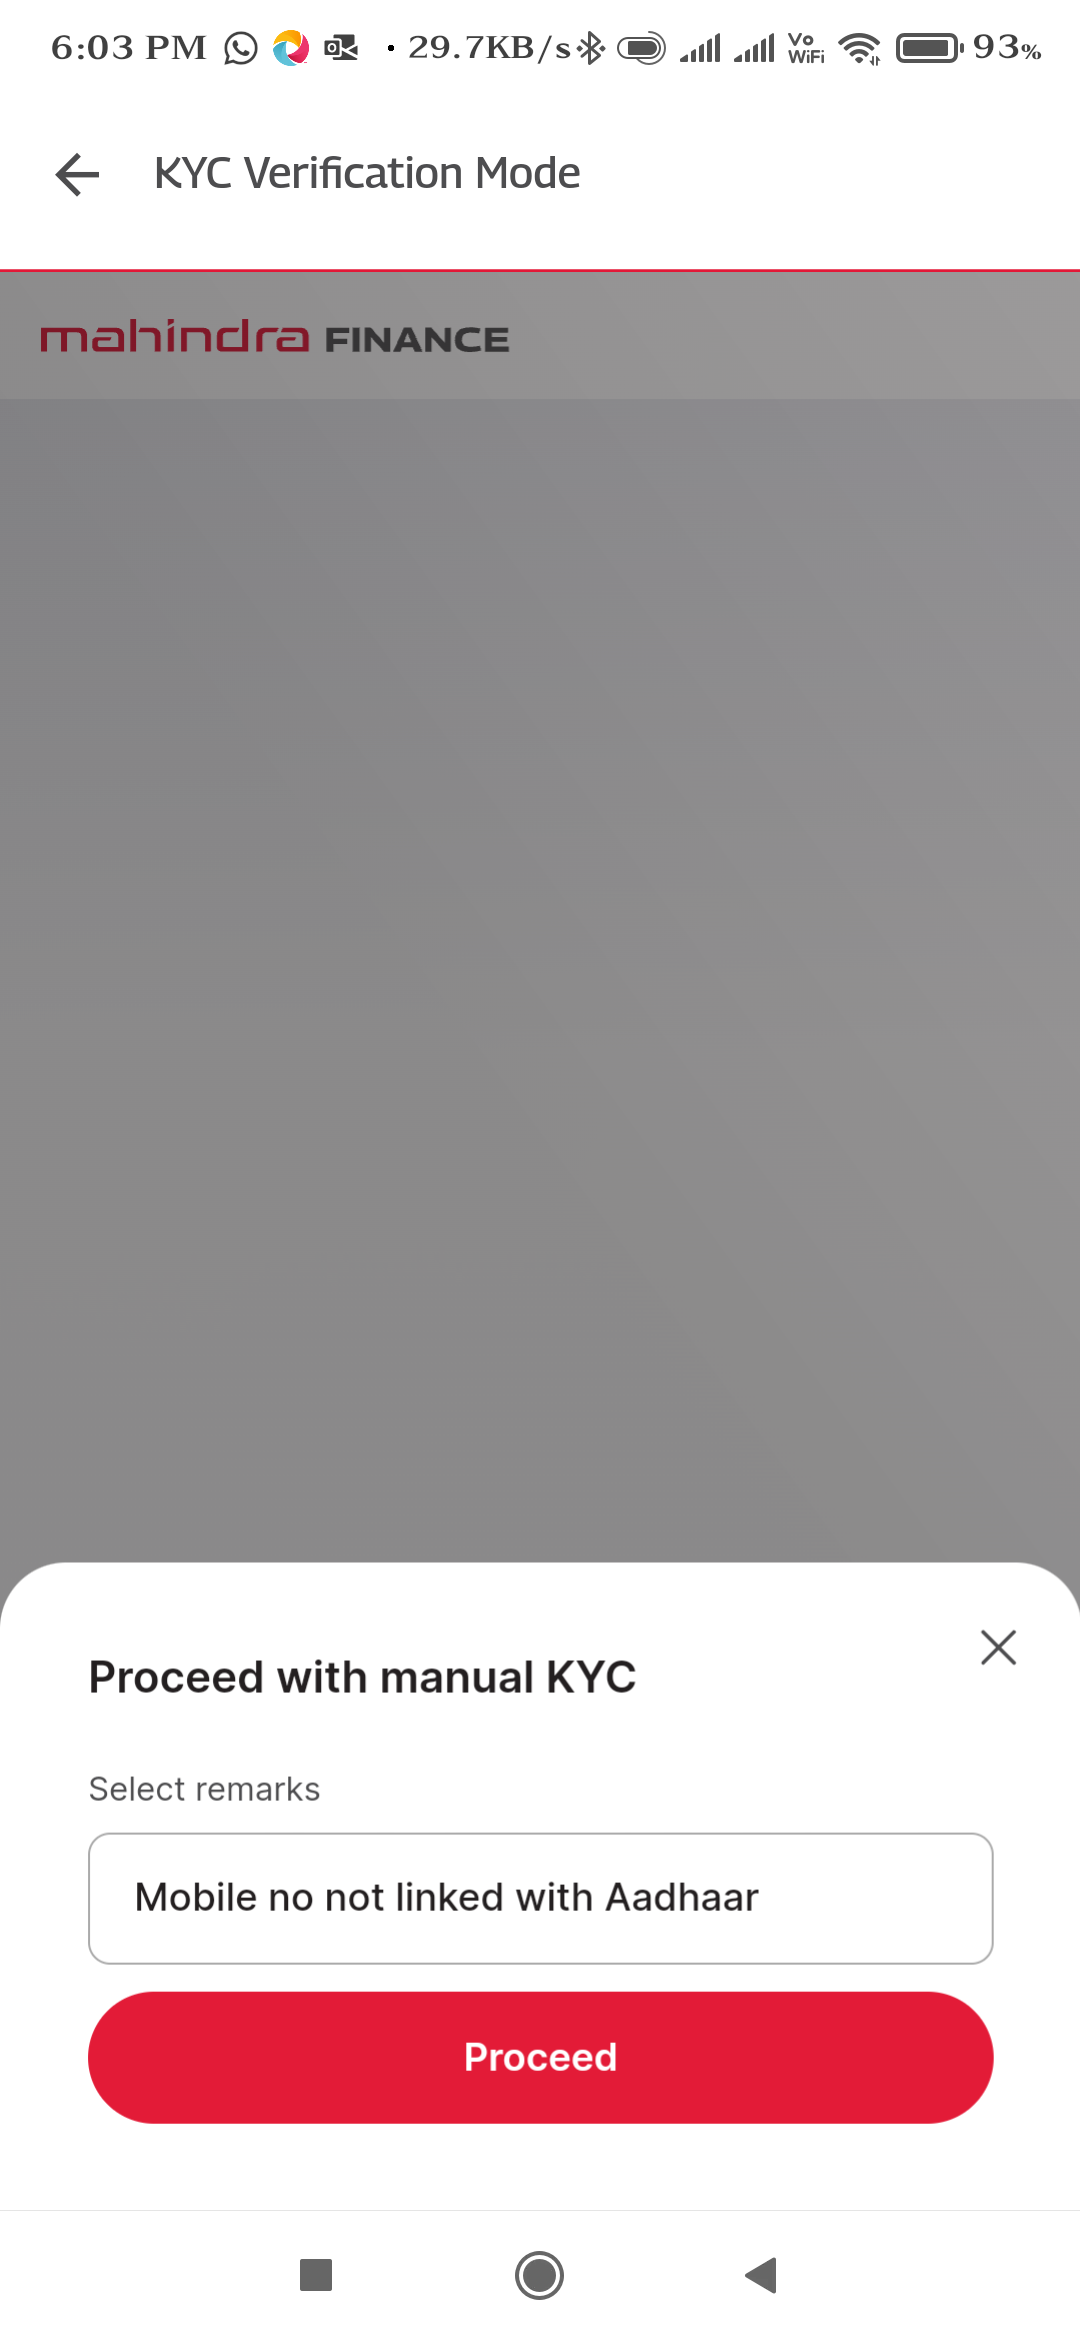 6:03 PM
29.7KB/s
Vo
WiFi
93%
KYC Verification Mode
mahindra FINANCE
Proceed with manual KYC
Select remarks
Mobile no not linked with Aadhaar
Proceed